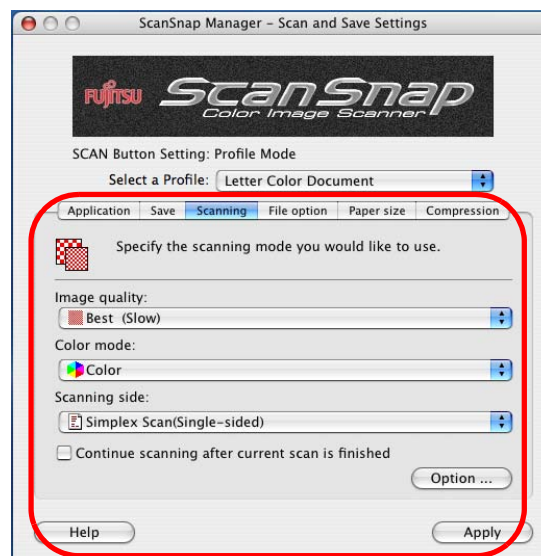 ScanSnap Manager – Scan and Save Settings
FUJITSU ScanSnap
Color Image Scanner
SCAN Button Setting: Profile Mode
Select a Profile: Letter Color Document
Application Save Scanning File option Paper size Compression
Specify the scanning mode you would like to use.
Image quality:
Best (Slow)
Color mode:
Color
Scanning side:
Simplex Scan(Single-sided)
Continue scanning after current scan is finished
Option ...
Help Apply